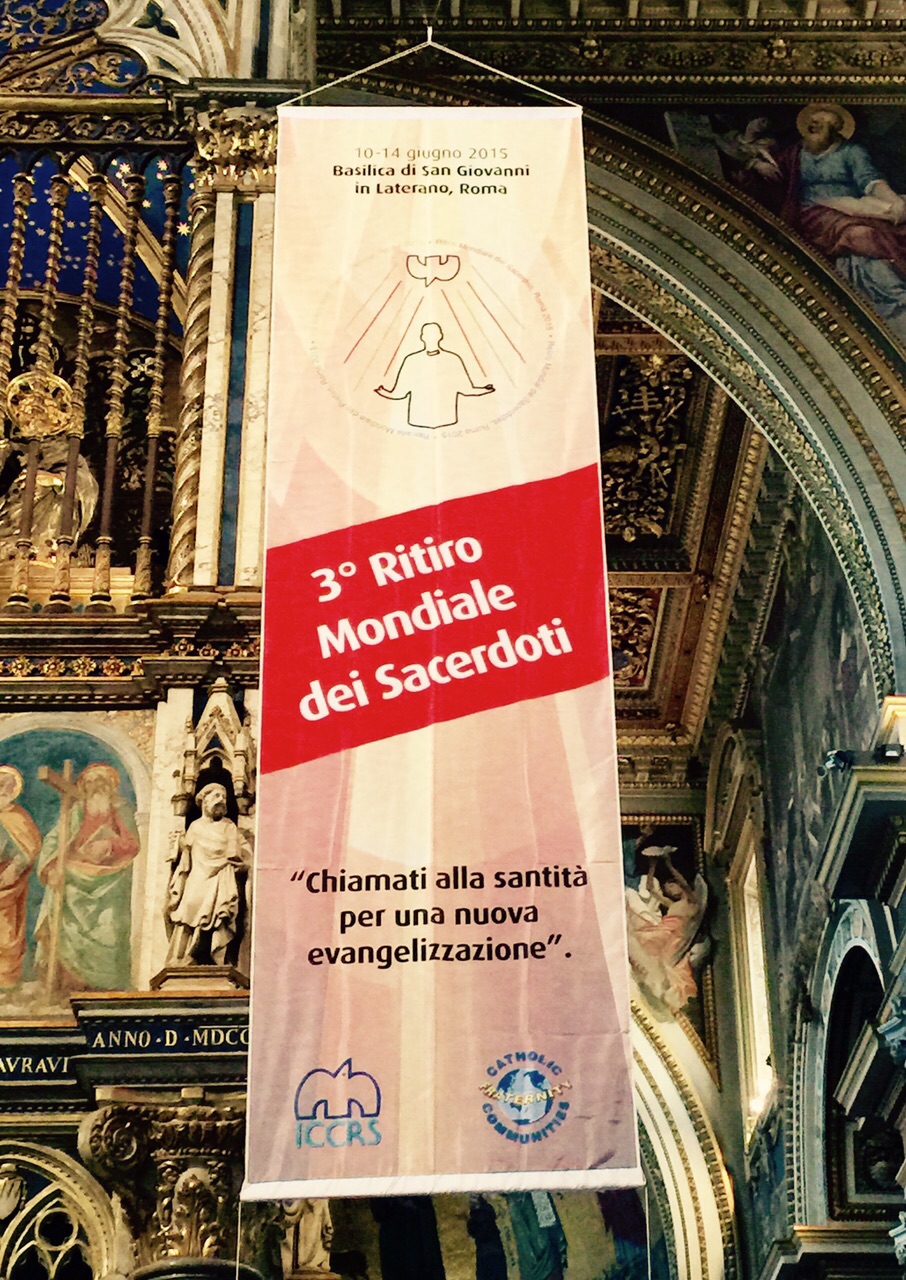 10-14 giugno 2015
Basilica di San Giovanni
in Laterano, Roma
3° Ritiro
Mondiale
dei Sacerdoti
“Chiamati alla santità
per una nuova
evangelizzazione”.
ICCRS
CATHOLIC
FRATERNITY
COMMUNITIES
ANNO·D·MDCC
AVRAVI